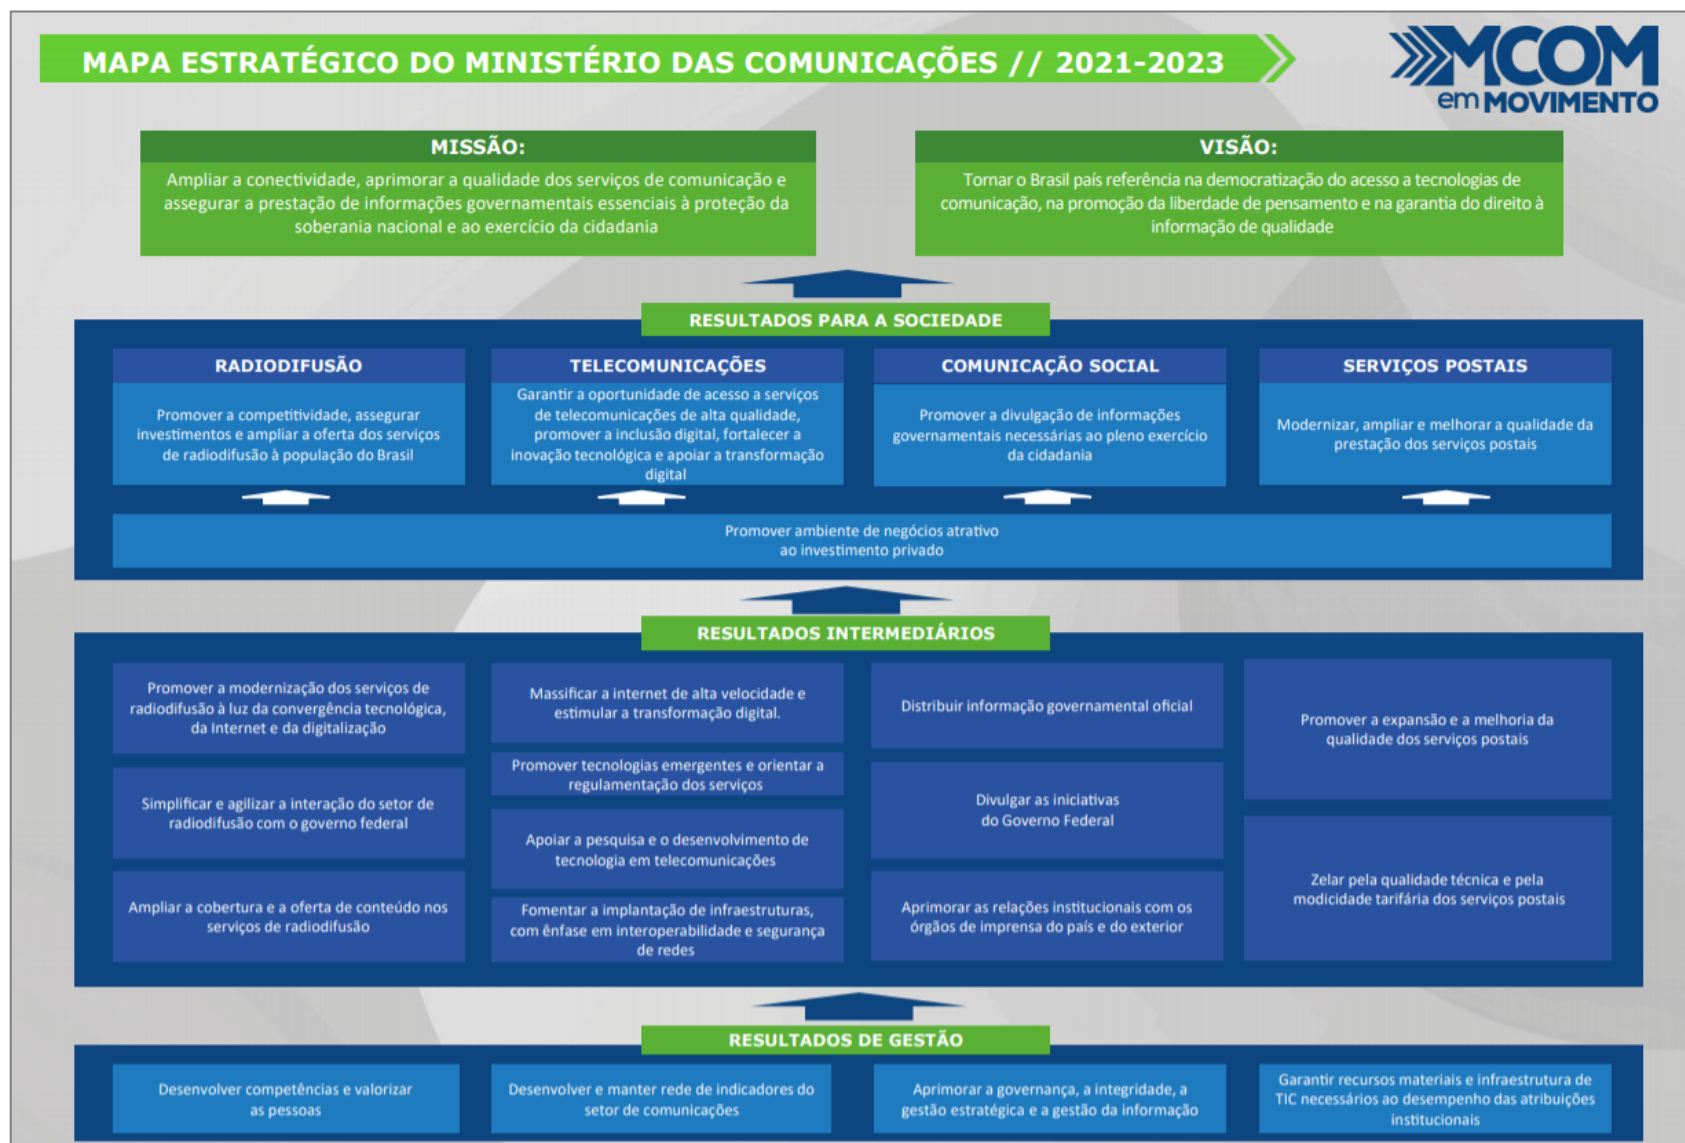 MAPA ESTRATÉGICO DO MINISTÉRIO DAS COMUNICAÇÕES // 2021-2023
MCOM
em MOVIMENTO
MISSÃO:
Ampliar a conectividade, aprimorar a qualidade dos serviços de comunicação e
assegurar a prestação de informações governamentais essenciais à proteção da
soberania nacional e ao exercício da cidadania
VISÃO:
Tornar o Brasil país referência na democratização do acesso a tecnologias de
comunicação, na promoção da liberdade de pensamento e na garantia do direito à
informação de qualidade
RESULTADOS PARA A SOCIEDADE
RADIODIFUSÃO
Promover a competitividade, assegurar
investimentos e ampliar a oferta dos serviços
de radiodifusão à população do Brasil
TELECOMUNICAÇÕES
Garantir a oportunidade de acesso a serviços
de telecomunicações de alta qualidade,
promover a inclusão digital, fortalecer a
inovação tecnológica e apoiar a transformação
digital
COMUNICAÇÃO SOCIAL
Promover a divulgação de informações
governamentais necessárias ao pleno exercício
da cidadania
SERVIÇOS POSTAIS
Modernizar, ampliar e melhorar a qualidade da
prestação dos serviços postais
Promover ambiente de negócios atrativo
ao investimento privado
RESULTADOS INTERMEDIÁRIOS
Promover a modernização dos serviços de
radiodifusão à luz da convergência tecnológica,
da Internet e da digitalização
Simplificar e agilizar a interação do setor de
radiodifusão com o governo federal
Ampliar a cobertura e a oferta de conteúdo nos
serviços de radiodifusão
Massificar a internet de alta velocidade e
estimular a transformação digital.
Promover tecnologias emergentes e orientar a
regulamentação dos serviços
Apoiar a pesquisa e o desenvolvimento de
tecnologia em telecomunicações
Fomentar a implantação de infraestruturas,
com ênfase em interoperabilidade e segurança
de redes
Distribuir informação governamental oficial
Divulgar as iniciativas
do Governo Federal
Aprimorar as relações institucionais com os
órgãos de imprensa do país e do exterior
Promover a expansão e a melhoria da
qualidade dos serviços postais
Zelar pela qualidade técnica e pela
modicidade tarifária dos serviços postais
RESULTADOS DE GESTÃO
Desenvolver competências e valorizar
as pessoas
Desenvolver e manter rede de indicadores do
setor de comunicações
Aprimorar a governança, a integridade, a
gestão estratégica e a gestão da informação
Garantir recursos materiais e infraestrutura de
TIC necessários ao desempenho das atribuições
institucionais